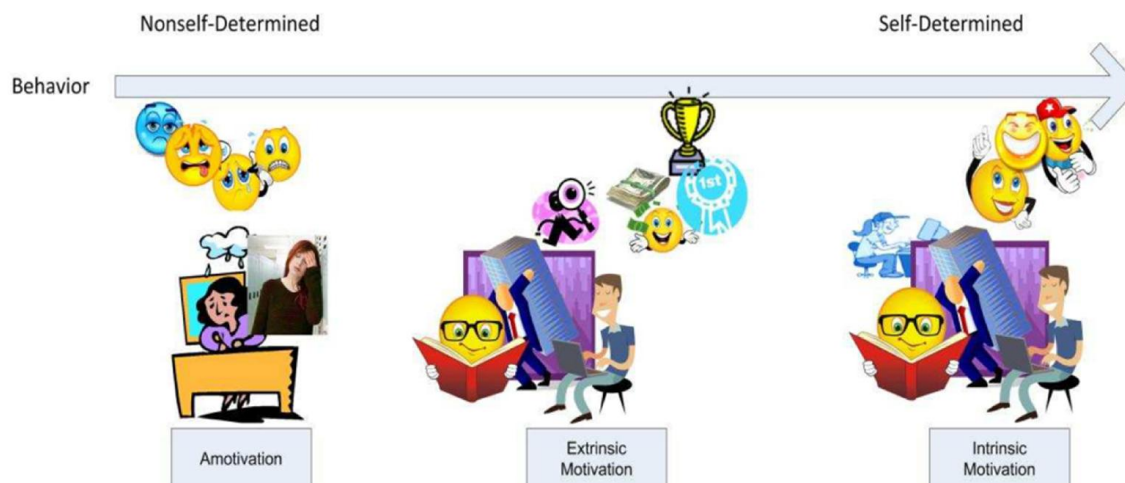 Nonself-Determined
Self-Determined
Behavior
1st
Amotivation
Extrinsic
Motivation
Intrinsic
Motivation